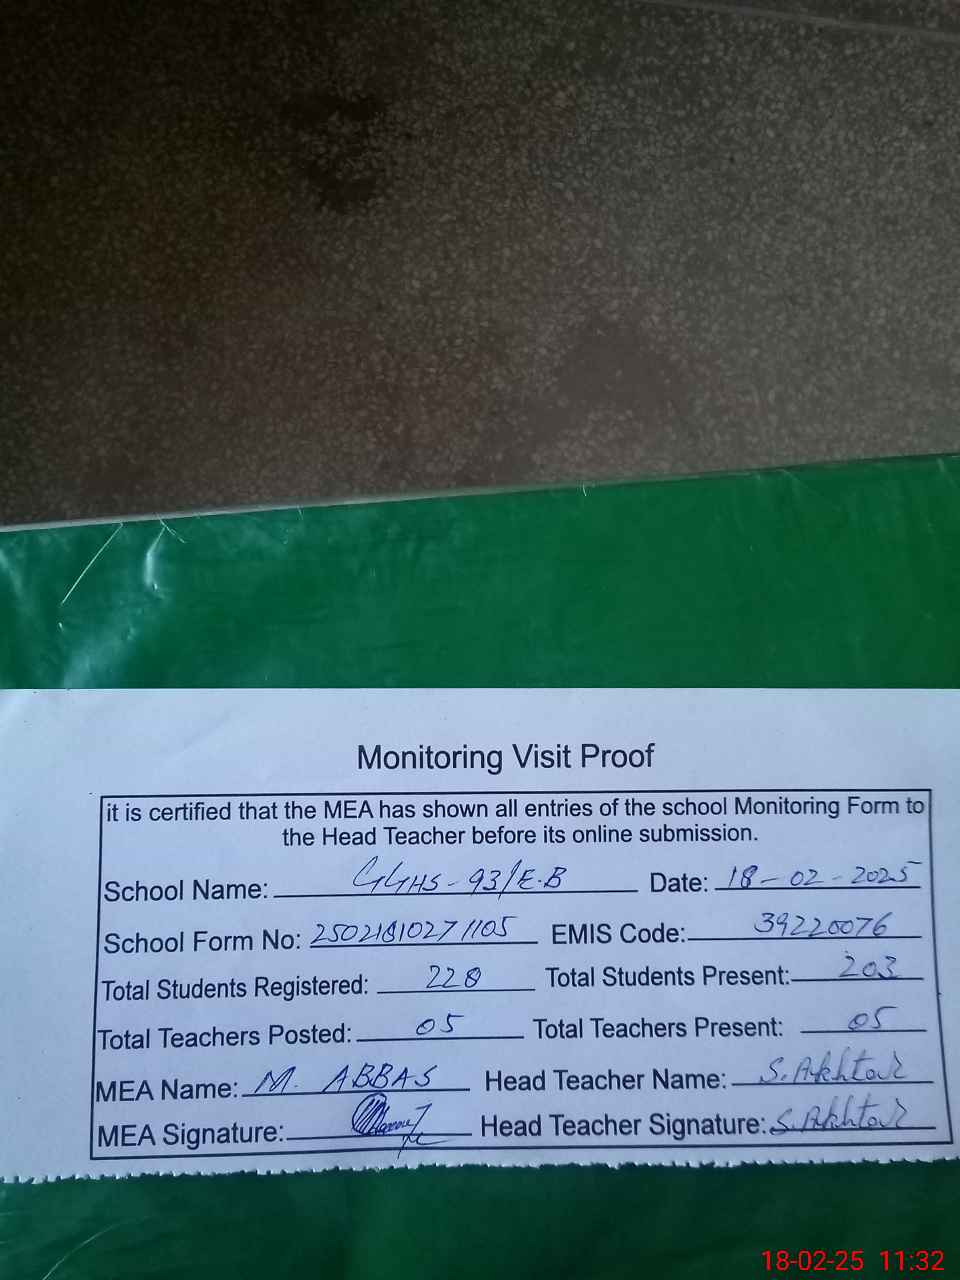 Monitoring Visit Proof
it is certified that the MEA has shown all entries of the school Monitoring Form to
the Head Teacher before its online submission.
School Name: GGHS-93/E.B Date: 18-02-2025
School Form No: 25021810271105 EMIS Code: 39220076
Total Students Registered: 228 Total Students Present: 203
Total Teachers Posted: 05 Total Teachers Present: 05
MEA Name: M. ABBAS Head Teacher Name: S. Akhtar
MEA Signature: Head Teacher Signature: S. Akhtar
18-02-25 11:32